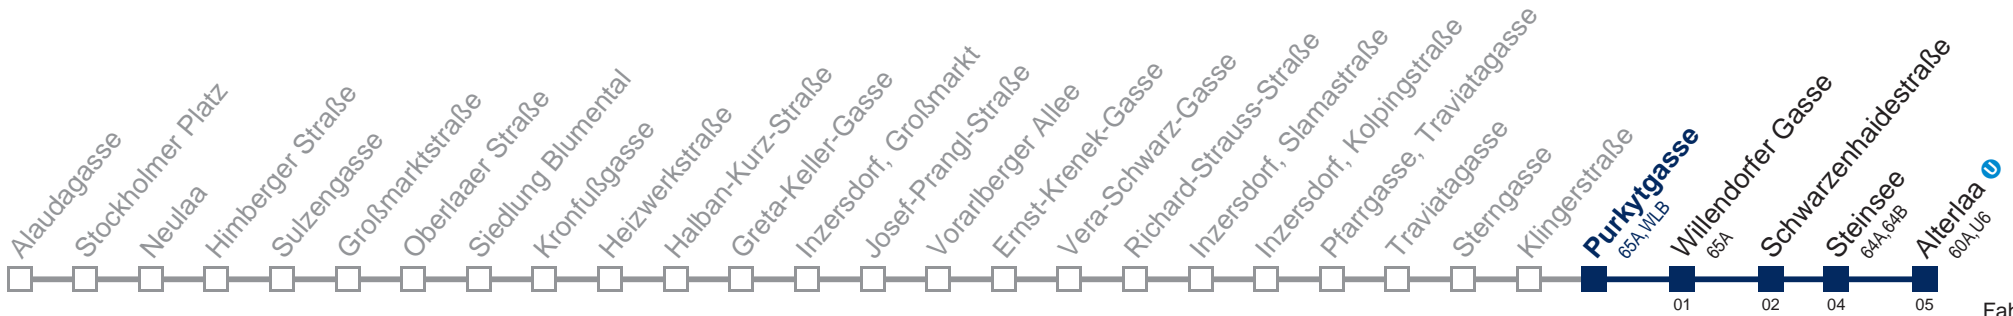 Alaudagasse
Stockholmer Platz
Neulaa
Himberger Straße
Sulzengasse
Großmarktstraße
Oberlaaer Straße
Siedlung Blumental
Kronfußgasse
Heizwerkstraße
Halban-Kurz-Straße
Greta-Keller-Gasse
Inzersdorf, Großmarkt
Josef-Prangl-Straße
Vorarlberger Allee
Ernst-Krenek-Gasse
Vera-Schwarz-Gasse
Richard-Strauss-Straße
Inzersdorf, Slamastraße
Inzersdorf, Kolpingstraße
Pfarrgasse, Traviatagasse
Traviatagasse
Sterngasse
Klingerstraße
Purkytgasse
65A, WLB
Willendorfer Gasse
65A
Schwarzenhaidestraße
Steinsee
64A, 64B
Alterlaa U
60A, U6
01 02 04 05